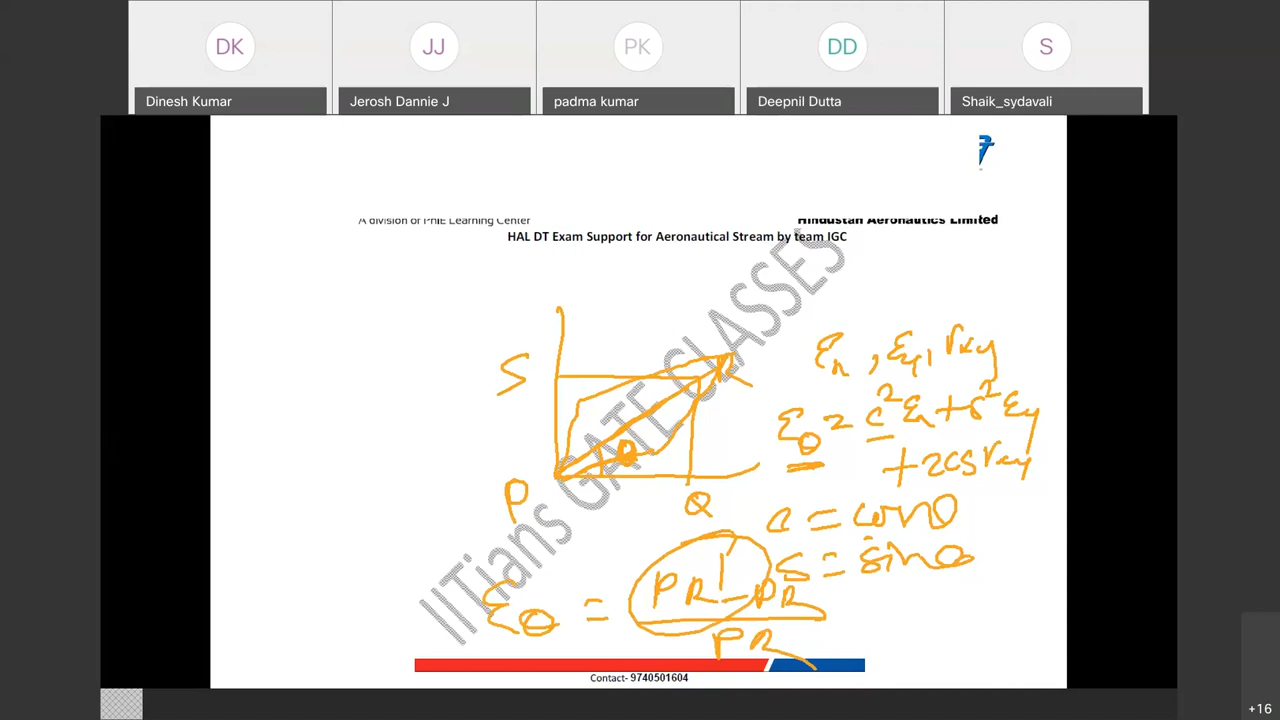 DK JJ PK DD S
Dinesh Kumar Jerosh Dannie J padma kumar Deepnil Dutta Shaik_sydavali
A division of PhIE Learning Center Hindustan Aeronautics Limited
HAL DT Exam Support for Aeronautical Stream by team IGC
IITians GATE CLASSES
S R
εx , εy, γxy
εθ = c²εx + s²εy
+ 2cs γxy
P Q
c = cosθ
s = sinθ
εθ = PR' - PR
PR
Contact- 9740501604
+16